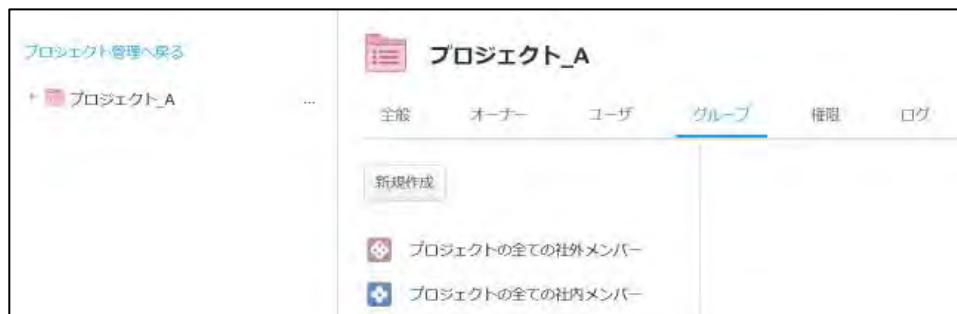 プロジェクト管理へ戻る
プロジェクト_A
...
プロジェクト_A
全般 オーナー ユーザ グループ 権限 ログ
新規作成
プロジェクトの全ての社外メンバー
プロジェクトの全ての社内メンバー